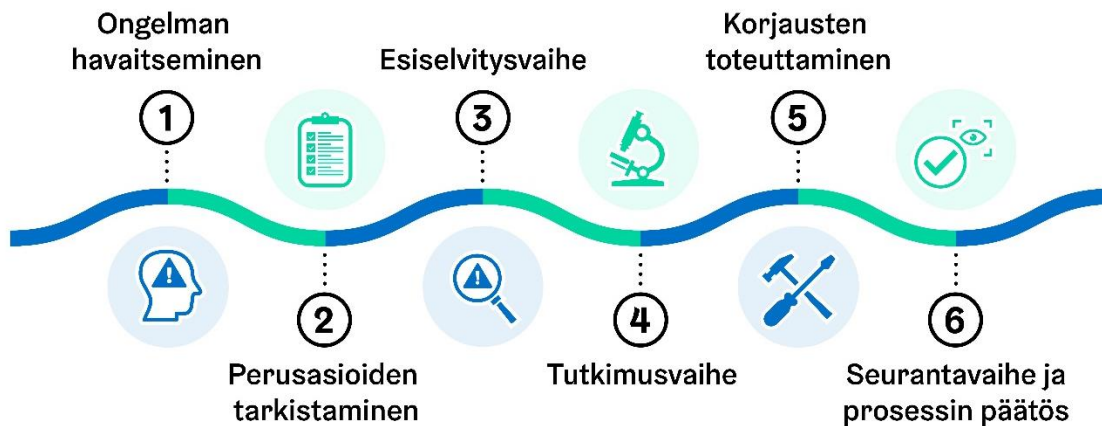 Ongelman
havaitseminen
1
2
Perusasioiden
tarkistaminen
Esiselvitysvaihe
3
4
Tutkimusvaihe
Korjausten
toteuttaminen
5
6
Seurantavaihe ja
prosessin päätös